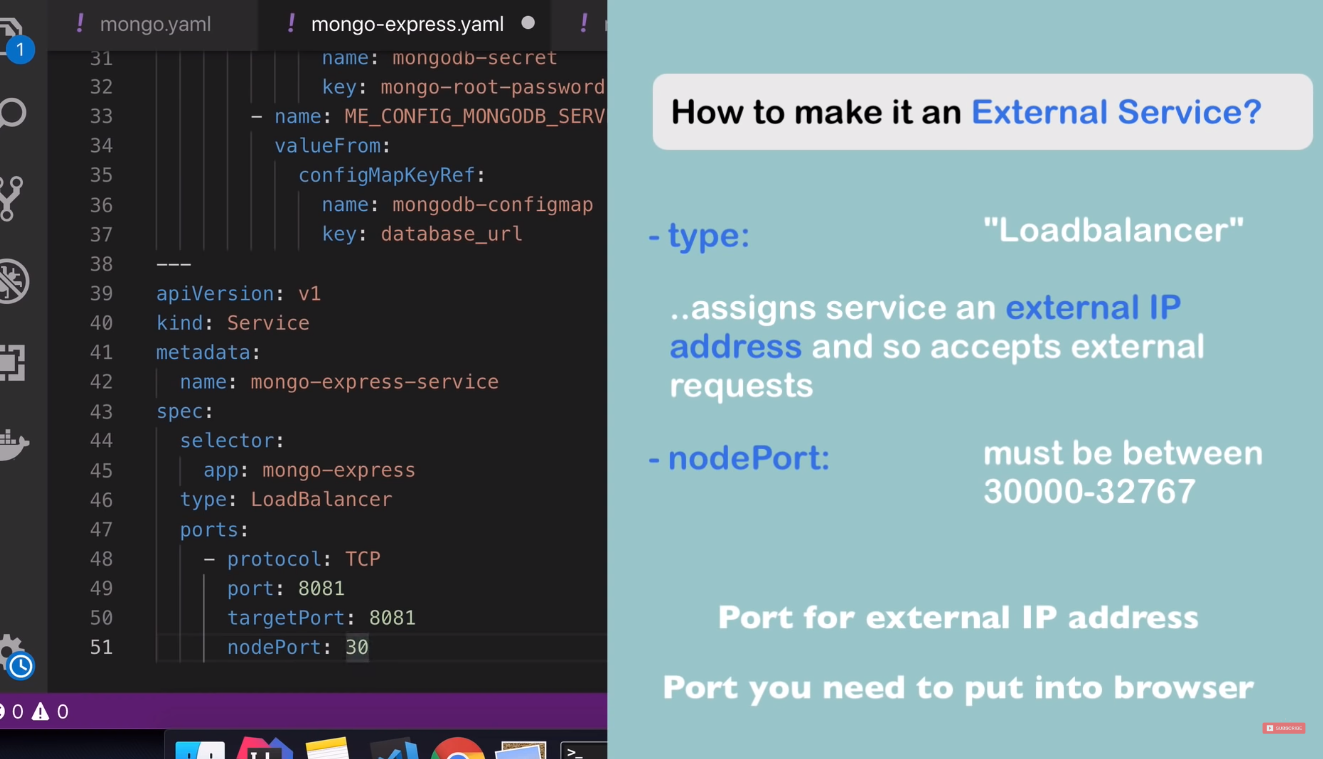 ! mongo.yaml
! mongo-express.yaml
!
1
31 name: mongodb-secret
32 key: mongo-root-password
33 - name: ME_CONFIG_MONGODB_SERV
34 valueFrom:
35 configMapKeyRef:
36 name: mongodb-configmap
37 key: database_url
38 ---
39 apiVersion: v1
40 kind: Service
41 metadata:
42 name: mongo-express-service
43 spec:
44 selector:
45 app: mongo-express
46 type: LoadBalancer
47 ports:
48 - protocol: TCP
49 port: 8081
50 targetPort: 8081
51 nodePort: 30
0 0
>_
How to make it an External Service?
- type: "Loadbalancer"
..assigns service an external IP
address and so accepts external
requests
- nodePort: must be between
30000-32767
Port for external IP address
Port you need to put into browser